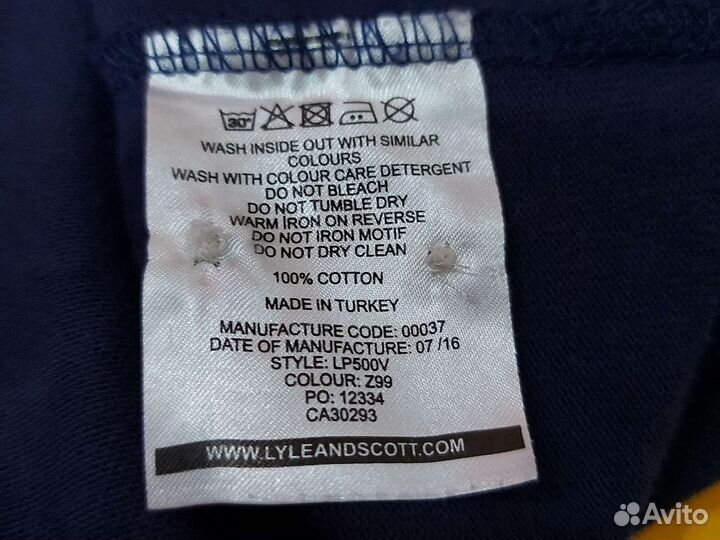 30°
WASH INSIDE OUT WITH SIMILAR
COLOURS
WASH WITH COLOUR CARE DETERGENT
DO NOT BLEACH
DO NOT TUMBLE DRY
WARM İRON ON REVERSE
DO NOT IRON MOTIF
DO NOT DRY CLEAN
100% COTTON
MADE IN TURKEY
MANUFACTURE CODE: 00037
DATE OF MANUFACTURE: 07 /16
STYLE: LP500V
COLOUR: Z99
PO: 12334
CA30293
WWW.LYLEANDSCOTT.COM
Avito